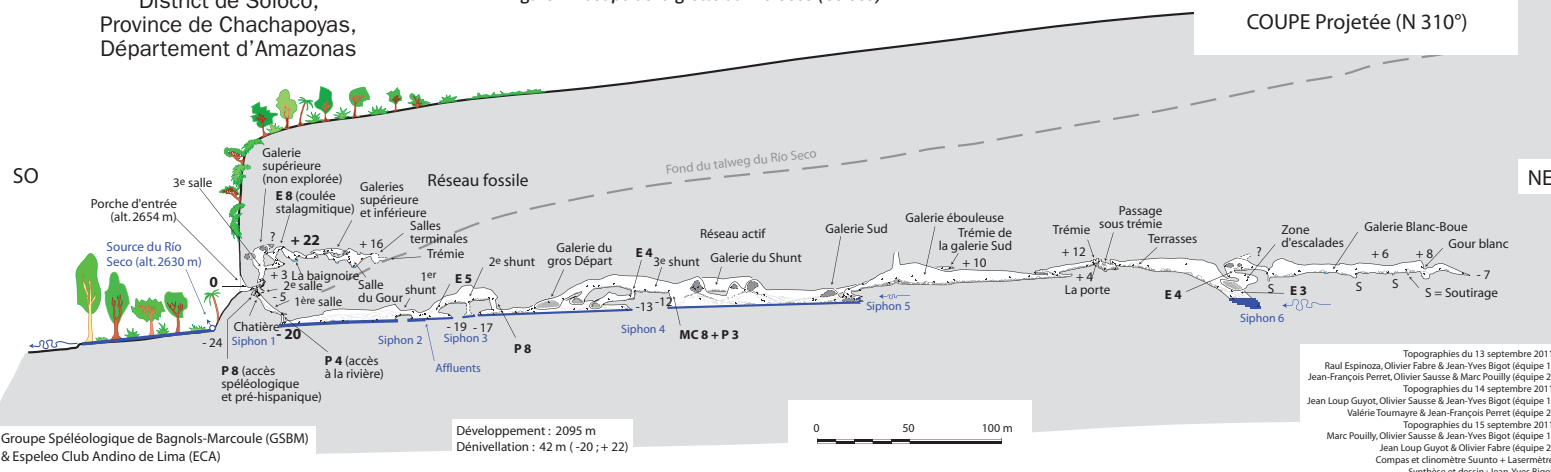 District de Soloco,
Province de Chachapoyas,
Département d'Amazonas
COUPE Projetée (N 310°)
SO
NE
Fond du talweg du Río Seco
Réseau fossile
3e salle
Galerie
supérieure
(non explorée)
E 8 (coulée
stalagmitique)
Galeries
supérieure
et inférieure
Salles
terminales
Trémie
Porche d'entrée
(alt. 2654 m)
Source du Río
Seco (alt. 2630 m)
?
+ 22
+ 16
0
+ 3
La baignoire
2e salle
- 5
1ère salle
Salle
du Gour
1er
shunt
E 5
2e shunt
Galerie du
gros Départ
E 4
3e shunt
Réseau actif
Galerie du Shunt
Galerie Sud
Galerie ébouleuse
Trémie de
la galerie Sud
+ 10
Trémie
+ 12
Passage
sous trémie
Terrasses
+ 4
La porte
?
Zone
d'escalades
Galerie Blanc-Boue
+ 6
+ 8
Gour blanc
- 7
E 4
E 3
S
S
S
S = Soutirage
Chatière
- 24
Siphon 1
- 20
Siphon 2
- 19
- 17
Siphon 3
-13
-12
Siphon 4
MC 8 + P 3
Siphon 5
Siphon 6
P 8
Affluents
P 4 (accès
à la rivière)
P 8 (accès
spéléologique
et pré-hispanique)
Groupe Spéléologique de Bagnols-Marcoule (GSBM)
& Espeleo Club Andino de Lima (ECA)
Développement : 2095 m
Dénivellation : 42 m ( -20 ; + 22)
0 50 100 m
Topographies du 13 septembre 2011
Raul Espinoza, Olivier Fabre & Jean-Yves Bigot (équipe 1
Jean-François Perret, Olivier Sausse & Marc Pouilly (équipe 2
Topographies du 14 septembre 2011
Jean Loup Guyot, Olivier Sausse & Jean-Yves Bigot (équipe 1
Valérie Tournayre & Jean-François Perret (équipe 2
Topographies du 15 septembre 2011
Marc Pouilly, Olivier Sausse & Jean-Yves Bigot (équipe 1
Jean Loup Guyot & Olivier Fabre (équipe 2
Compas et clinomètre Suunto + Lasermètre
Synthèse et dessin : Jean-Yves Bigot